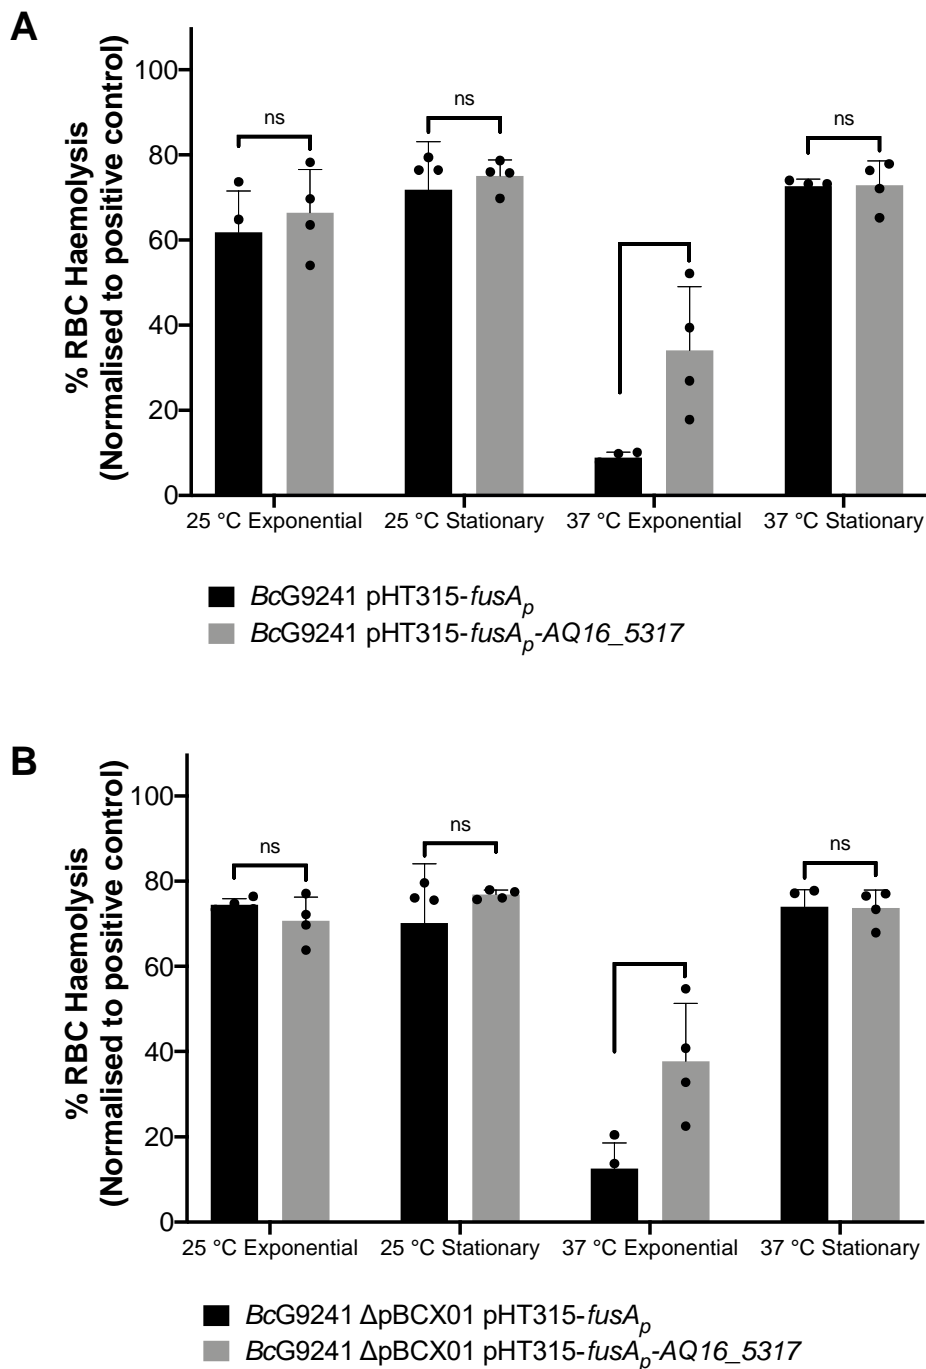 A
% RBC Haemolysis
(Normalised to positive control)
100
80
60
40
20
0
ns
ns
ns
25 °C Exponential
25 °C Stationary
37 °C Exponential
37 °C Stationary
BcG9241 pHT315-fusAp
BcG9241 pHT315-fusAp-AQ16_5317
B
% RBC Haemolysis
(Normalised to positive control)
100
80
60
40
20
0
ns
ns
ns
25 °C Exponential
25 °C Stationary
37 °C Exponential
37 °C Stationary
BcG9241 ΔpBCX01 pHT315-fusAp
BcG9241 ΔpBCX01 pHT315-fusAp-AQ16_5317